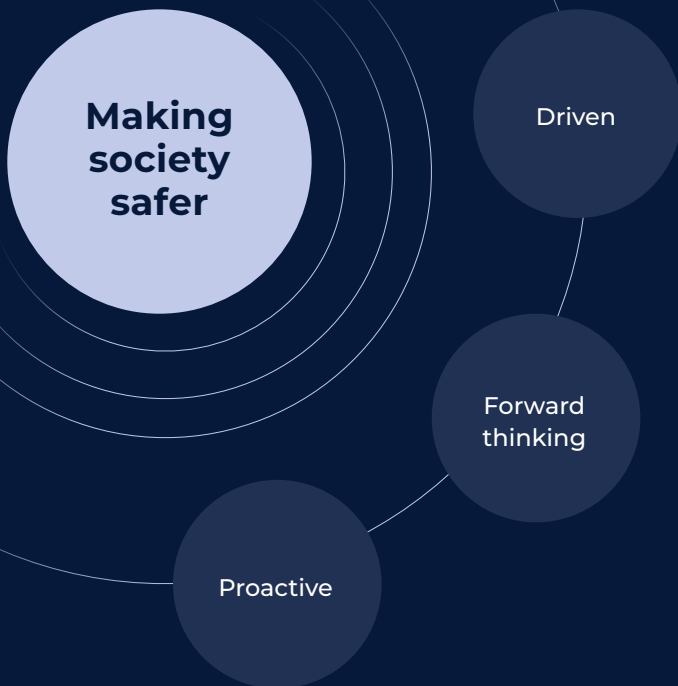 Making
society
safer
Driven
Forward
thinking
Proactive